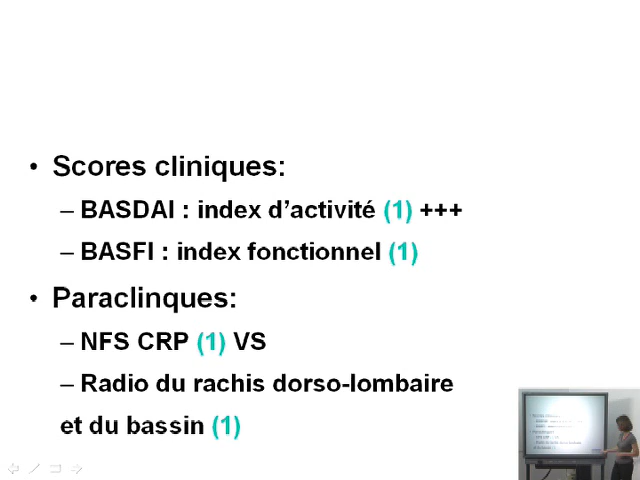 • Scores cliniques:
– BASDAI : index d’activité (1) +++
– BASFI : index fonctionnel (1)
• Paraclinques:
– NFS CRP (1) VS
– Radio du rachis dorso-lombaire
et du bassin (1)